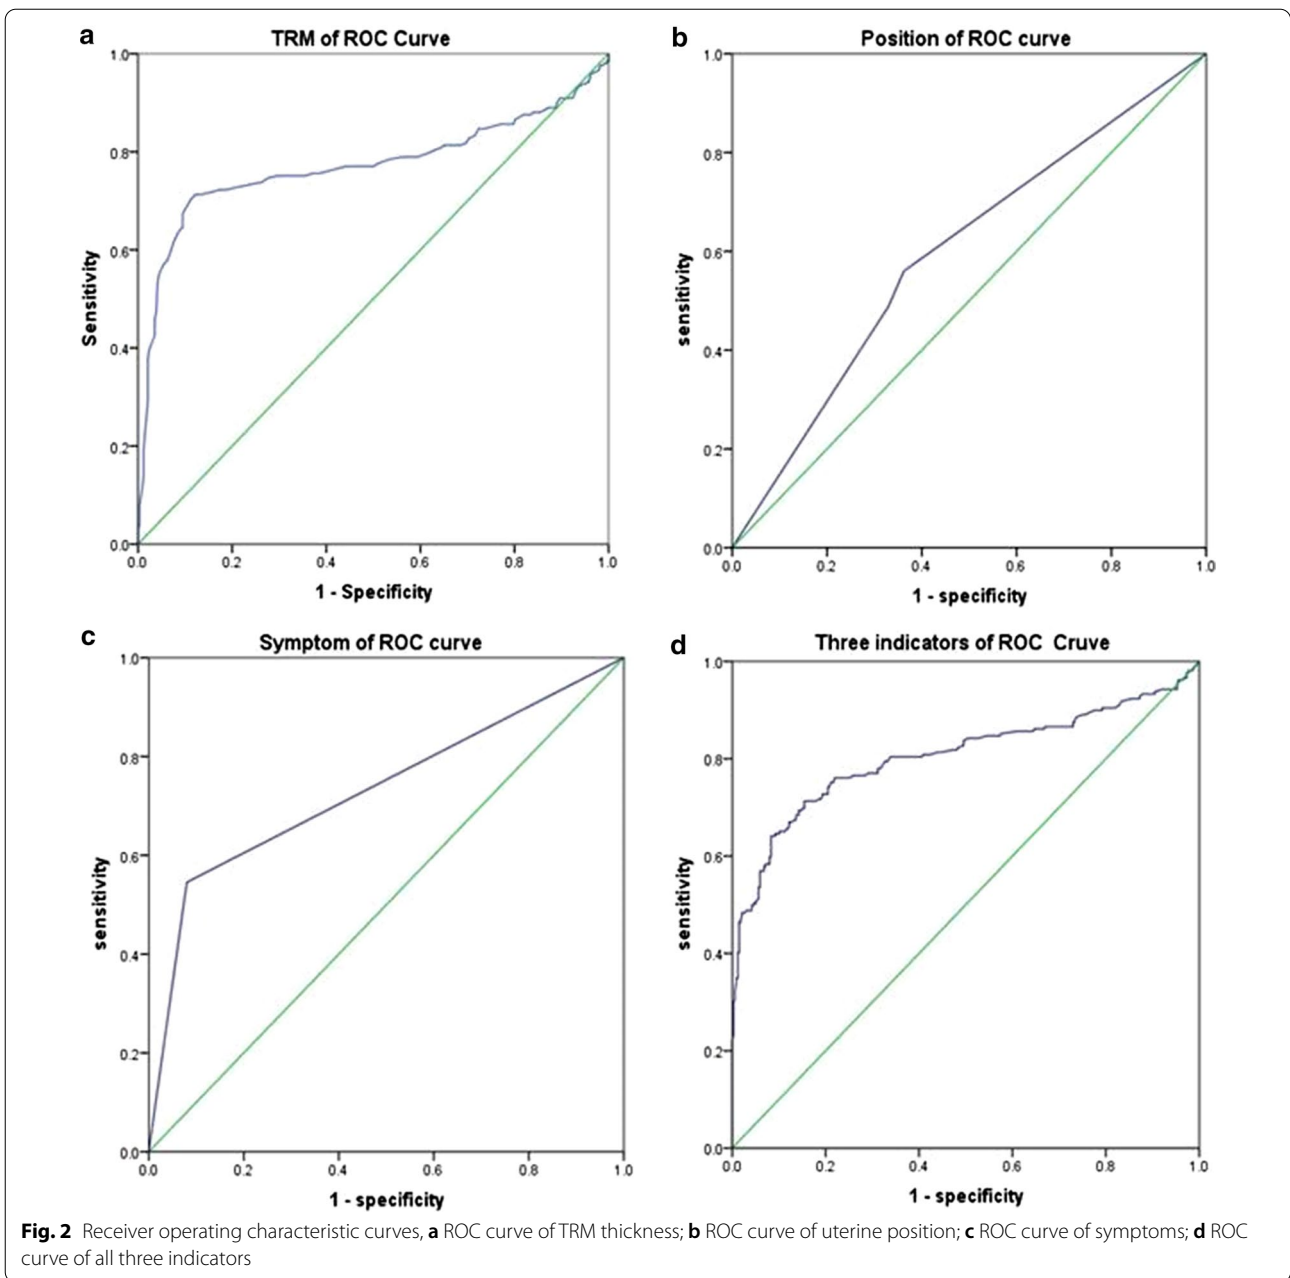 a
TRM of ROC Curve
1.0
0.8
0.6
0.4
0.2
0.0
Sensitivity
0.0 0.2 0.4 0.6 0.8 1.0
1 - Specificity
b
Position of ROC curve
1.0
0.8
0.6
0.4
0.2
0.0
sensitivity
0.0 0.2 0.4 0.6 0.8 1.0
1 - specificity
c
Symptom of ROC curve
1.0
0.8
0.6
0.4
0.2
0.0
sensitivity
0.0 0.2 0.4 0.6 0.8 1.0
1 - specificity
d
Three indicators of ROC Cruve
1.0
0.8
0.6
0.4
0.2
0.0
sensitivity
0.0 0.2 0.4 0.6 0.8 1.0
1 - specificity
Fig. 2 Receiver operating characteristic curves, a ROC curve of TRM thickness; b ROC curve of uterine position; c ROC curve of symptoms; d ROC
curve of all three indicators